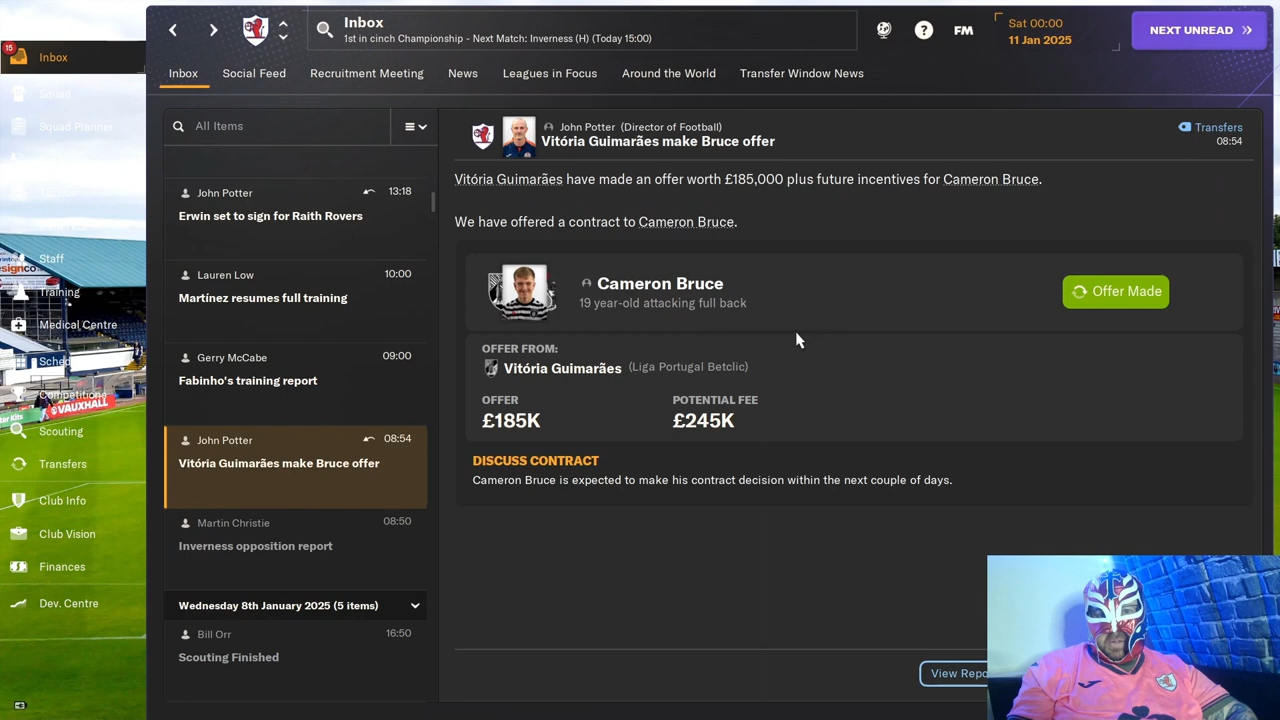 Inbox
1st in cinch Championship - Next Match: Inverness (H) (Today 15:00)
FM
Sat 00:00
11 Jan 2025
NEXT UNREAD
15
Inbox
Squad
Squad Planner
Staff
Training
Medical Centre
Sched
Competitions
VAUXHALL
Scouting
Transfers
Club Info
Club Vision
Finances
Dev. Centre
Inbox
Social Feed
Recruitment Meeting
News
Leagues in Focus
Around the World
Transfer Window News
All Items
John Potter
13:18
Erwin set to sign for Raith Rovers
Lauren Low
10:00
Martínez resumes full training
Gerry McCabe
09:00
Fabinho's training report
John Potter
08:54
Vitória Guimarães make Bruce offer
Martin Christie
08:50
Inverness opposition report
Wednesday 8th January 2025 (5 items)
Bill Orr
16:50
Scouting Finished
John Potter (Director of Football)
Vitória Guimarães make Bruce offer
Transfers
08:54
Vitória Guimarães have made an offer worth £185,000 plus future incentives for Cameron Bruce.
We have offered a contract to Cameron Bruce.
Cameron Bruce
19 year-old attacking full back
Offer Made
OFFER FROM:
Vitória Guimarães (Liga Portugal Betclic)
OFFER
£185K
POTENTIAL FEE
£245K
DISCUSS CONTRACT
Cameron Bruce is expected to make his contract decision within the next couple of days.
View Repo